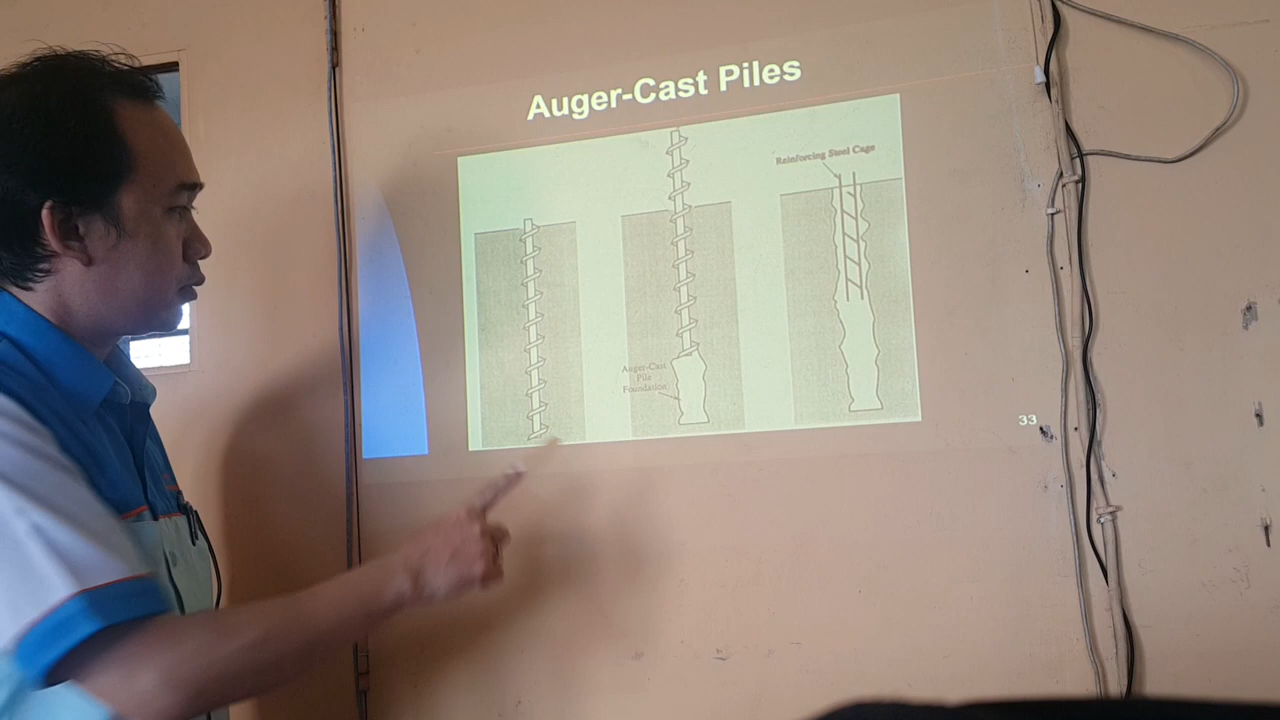 Auger-Cast Piles
Reinforcing Steel Cage
Auger-Cast
Pile
Foundation
33